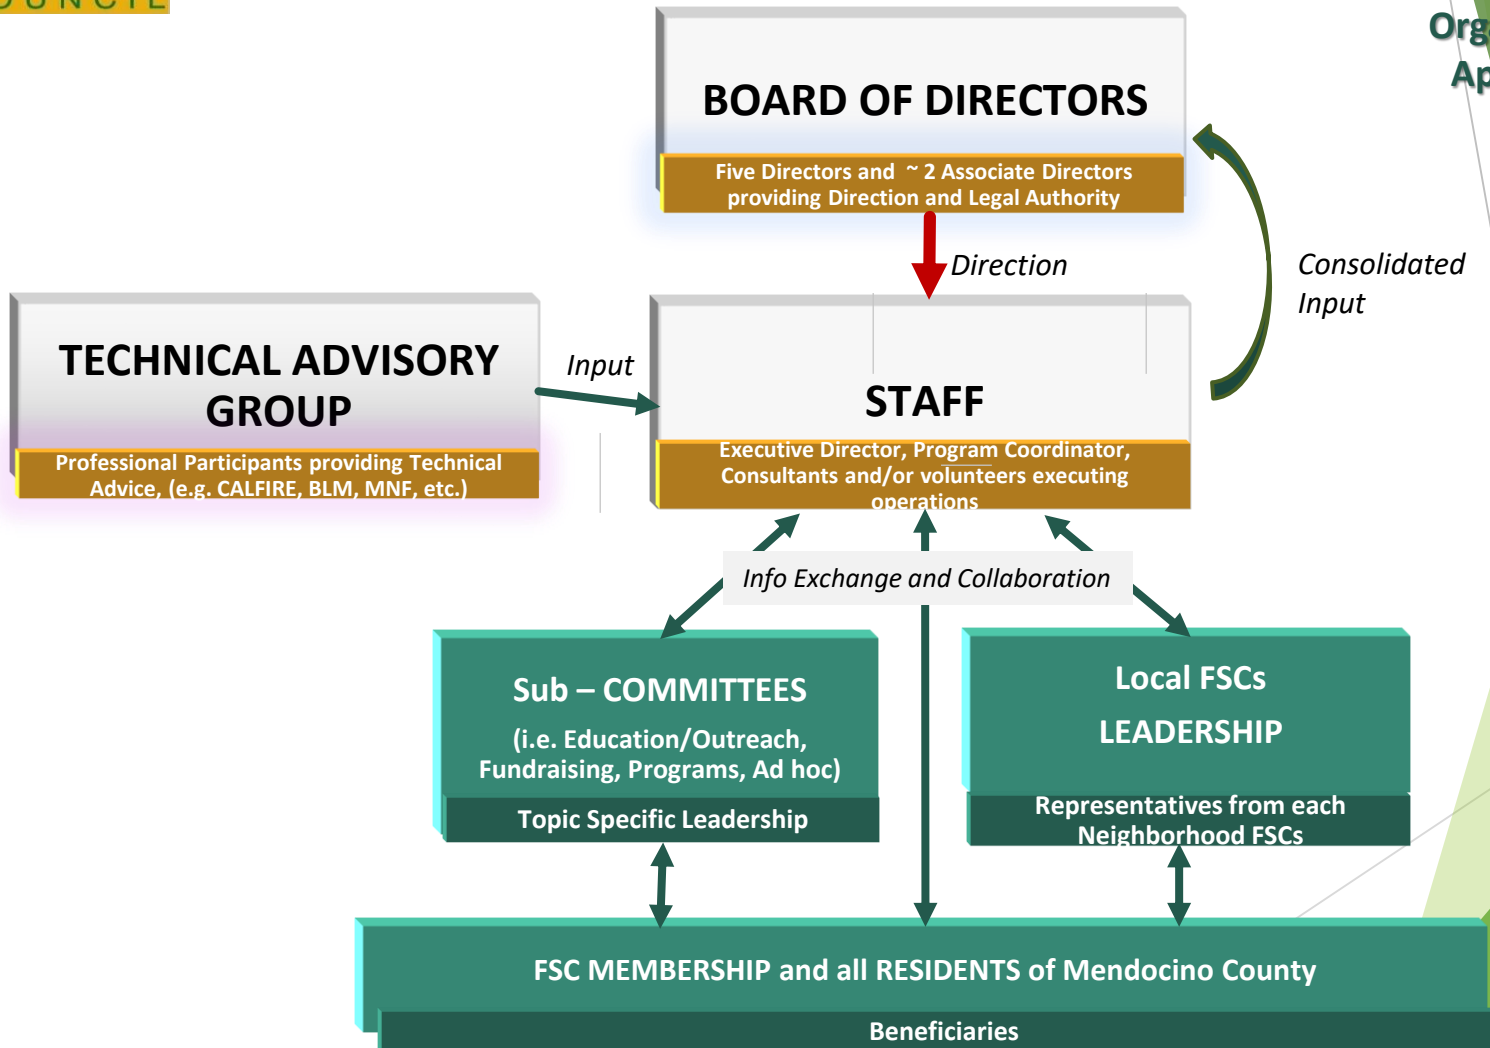 BOARD OF DIRECTORS
Five Directors and ~ 2 Associate Directors
providing Direction and Legal Authority
Direction
Consolidated
Input
TECHNICAL ADVISORY
GROUP
Professional Participants providing Technical
Advice, (e.g. CALFIRE, BLM, MNF, etc.)
Input
STAFF
Executive Director, Program Coordinator,
Consultants and/or volunteers executing
operations
Info Exchange and Collaboration
Sub – COMMITTEES
(i.e. Education/Outreach,
Fundraising, Programs, Ad hoc)
Topic Specific Leadership
Local FSCs
LEADERSHIP
Representatives from each
Neighborhood FSCs
FSC MEMBERSHIP and all RESIDENTS of Mendocino County
Beneficiaries